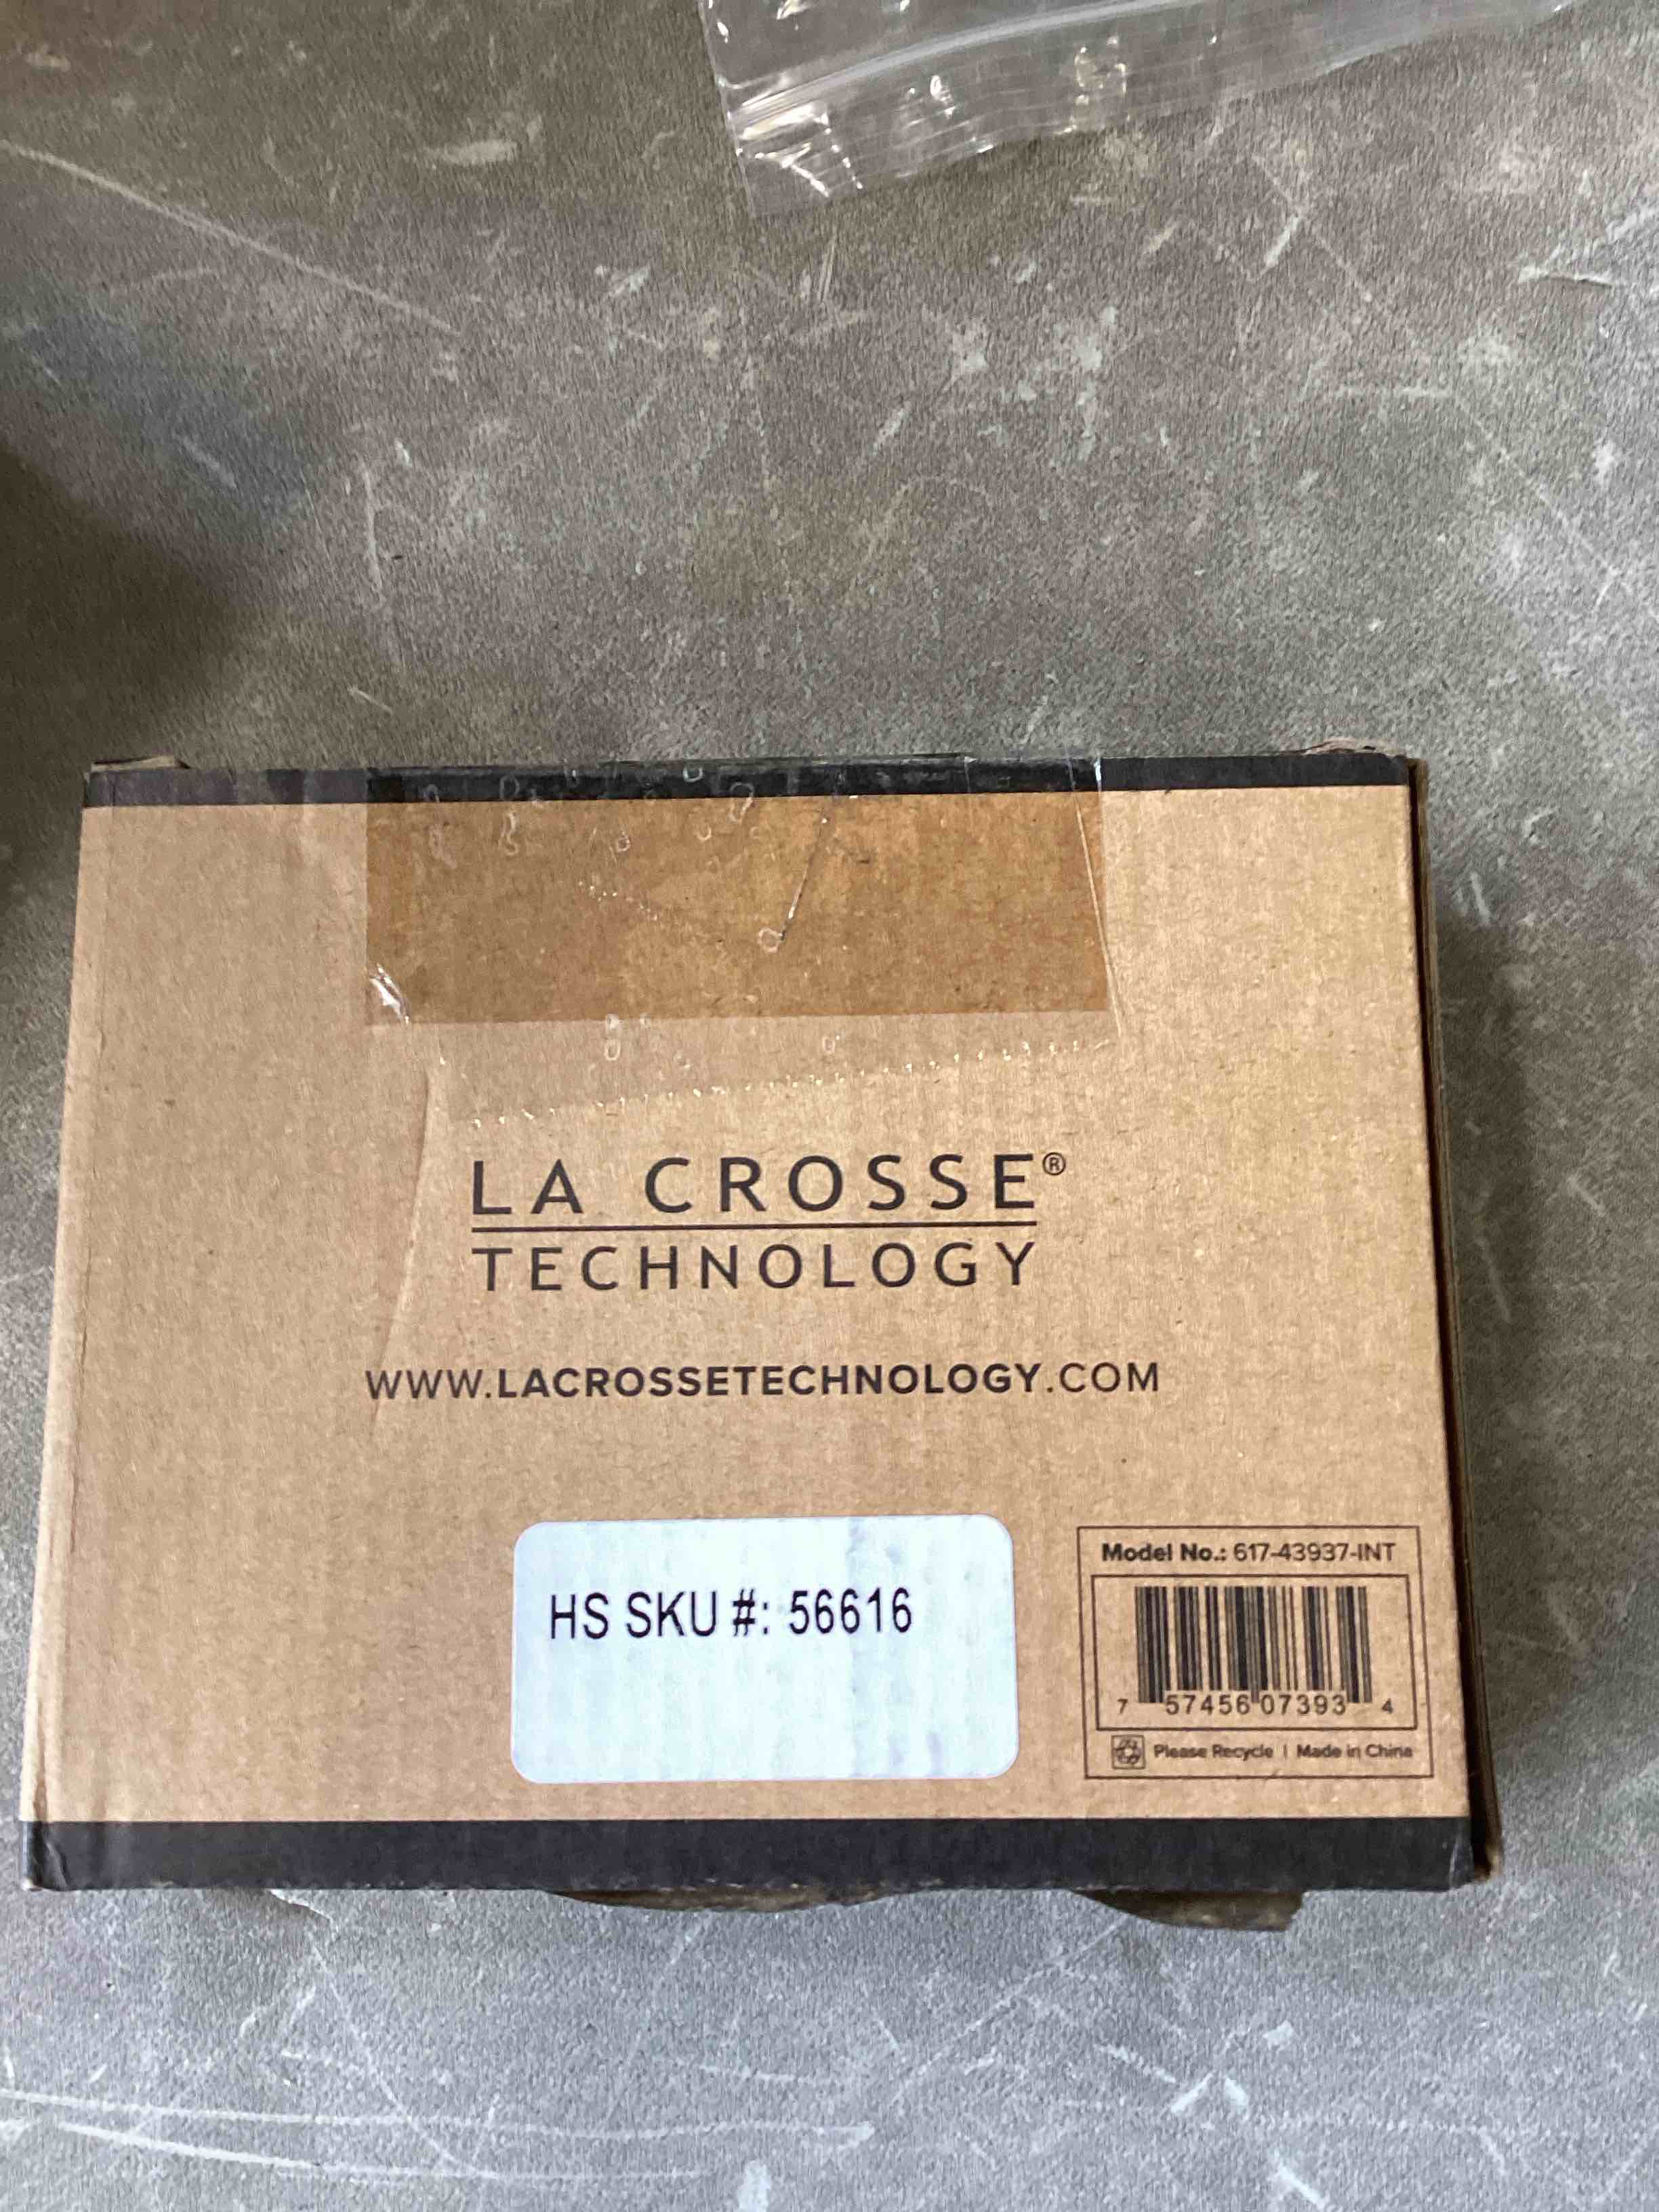 LA CROSSE®
TECHNOLOGY
WWW.LACROSSETECHNOLOGY.COM
HS SKU #: 56616
Model No.: 617-43937-INT
7 57456 07393 4
Please Recycle | Made in China